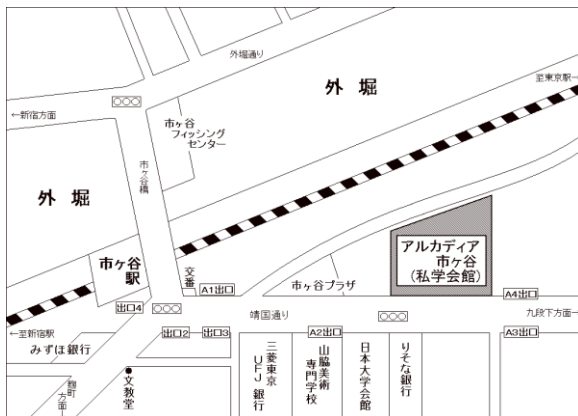 外堀通り
外 堀
至東京駅→
←新宿方面
市ヶ谷
フィッシング
センター
市ヶ谷橋
外 堀
アルカディア
市ヶ谷
(私学会館)
市ヶ谷
駅
交番
A1出口
市ヶ谷プラザ
A4出口
出口4
靖国通り
九段下方面→
←至新宿駅
出口2
出口3
A2出口
A3出口
みずほ銀行
麹町
方面
文教堂
三菱東京
UFJ 銀行
山脇美術
専門学校
日本大学会館
りそな銀行